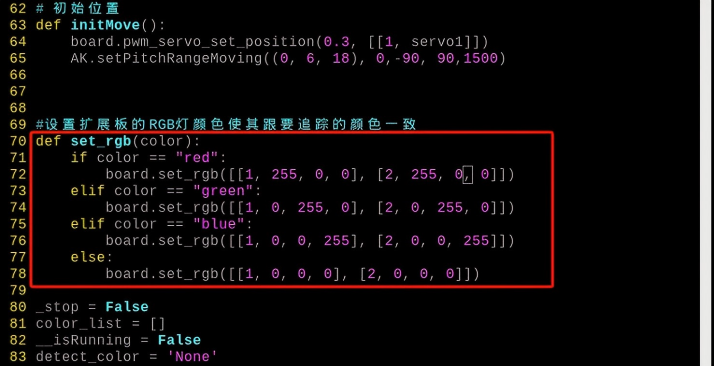 62 # 初始位置
63 def initMove():
64     board.pwm_servo_set_position(0.3, [[1, servo1]])
65     AK.setPitchRangeMoving((0, 6, 18), 0,-90, 90,1500)
66
67
68
69 #设置扩展板的RGB灯颜色使其跟要追踪的颜色一致
70 def set_rgb(color):
71     if color == "red":
72         board.set_rgb([[1, 255, 0, 0], [2, 255, 0, 0]])
73     elif color == "green":
74         board.set_rgb([[1, 0, 255, 0], [2, 0, 255, 0]])
75     elif color == "blue":
76         board.set_rgb([[1, 0, 0, 255], [2, 0, 0, 255]])
77     else:
78         board.set_rgb([[1, 0, 0, 0], [2, 0, 0, 0]])
79
80 _stop = False
81 color_list = []
82 __isRunning = False
83 detect_color = 'None'